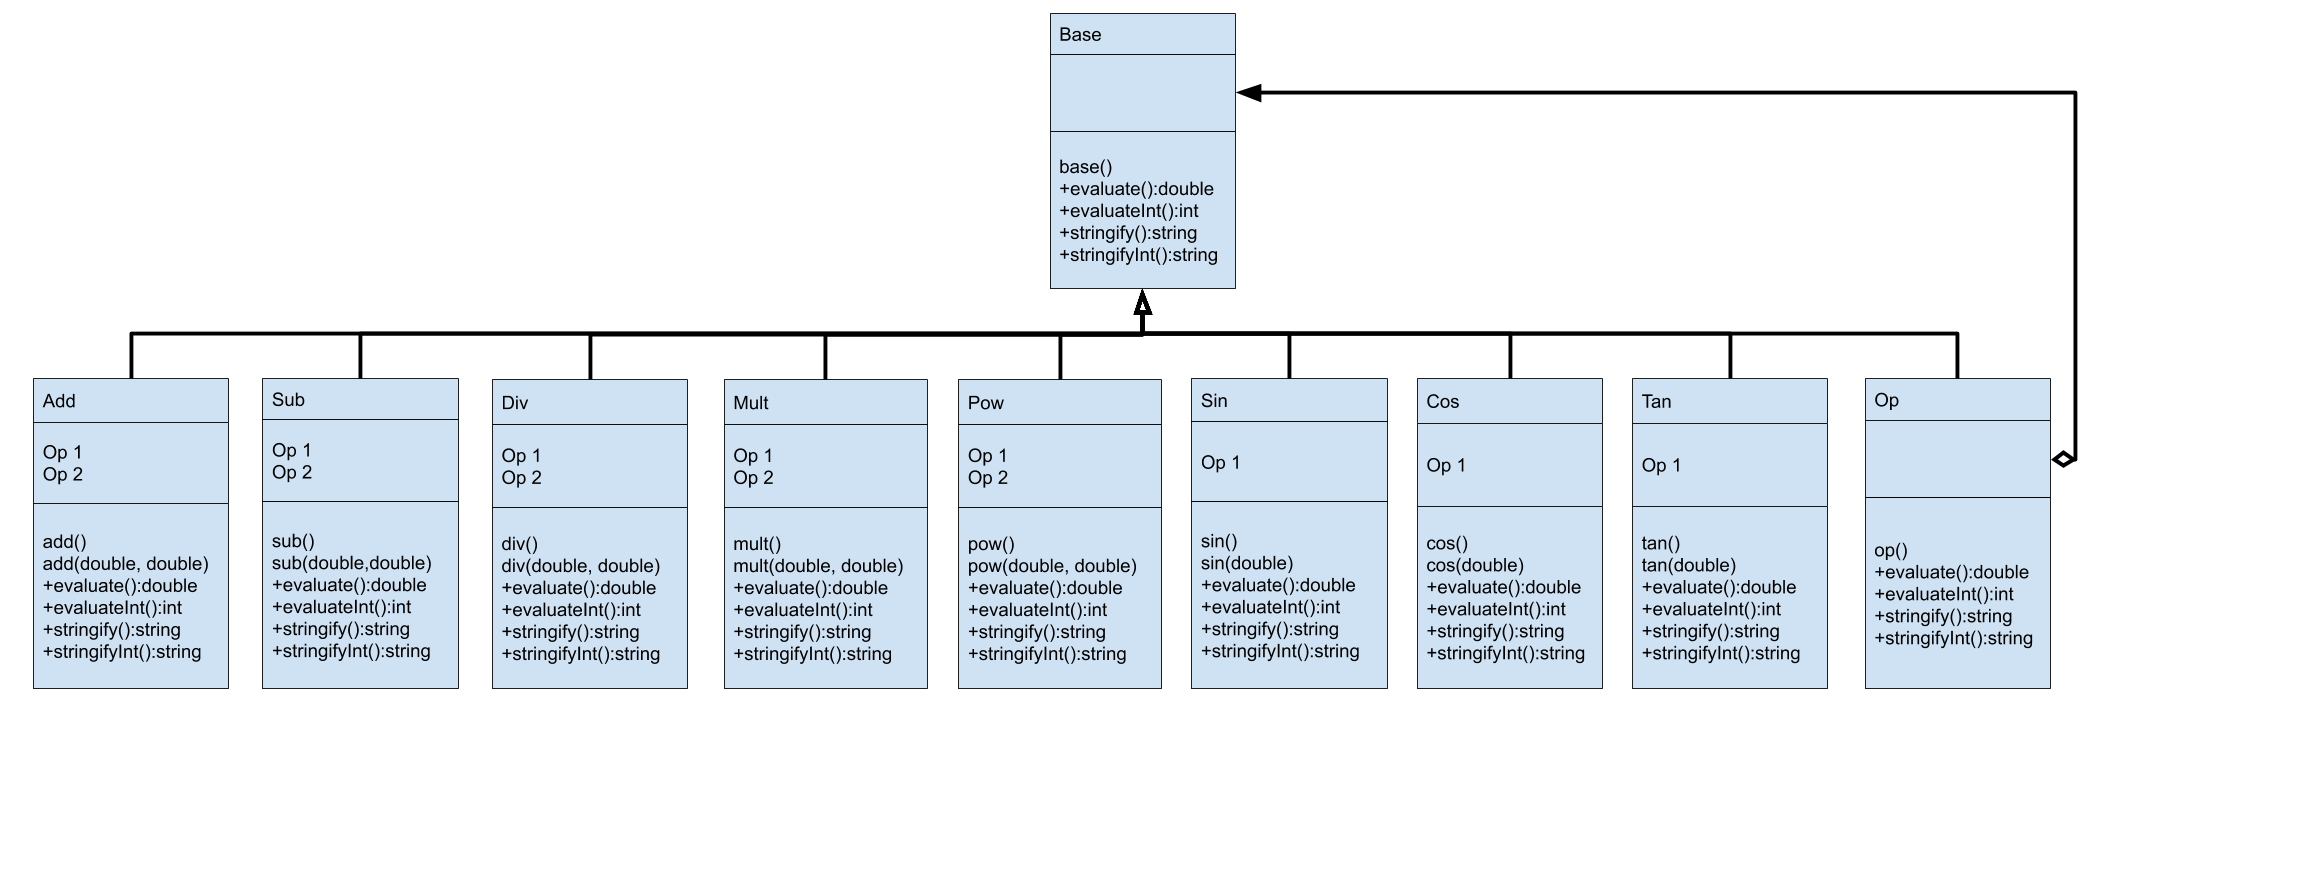 Base
base()
+evaluate():double
+evaluateInt():int
+stringify():string
+stringifyInt():string
Add
Op 1
Op 2
add()
add(double, double)
+evaluate():double
+evaluateInt():int
+stringify():string
+stringifyInt():string
Sub
Op 1
Op 2
sub()
sub(double,double)
+evaluate():double
+evaluateInt():int
+stringify():string
+stringifyInt():string
Div
Op 1
Op 2
div()
div(double, double)
+evaluate():double
+evaluateInt():int
+stringify():string
+stringifyInt():string
Mult
Op 1
Op 2
mult()
mult(double, double)
+evaluate():double
+evaluateInt():int
+stringify():string
+stringifyInt():string
Pow
Op 1
Op 2
pow()
pow(double, double)
+evaluate():double
+evaluateInt():int
+stringify():string
+stringifyInt():string
Sin
Op 1
sin()
sin(double)
+evaluate():double
+evaluateInt():int
+stringify():string
+stringifyInt():string
Cos
Op 1
cos()
cos(double)
+evaluate():double
+evaluateInt():int
+stringify():string
+stringifyInt():string
Tan
Op 1
tan()
tan(double)
+evaluate():double
+evaluateInt():int
+stringify():string
+stringifyInt():string
Op
op()
+evaluate():double
+evaluateInt():int
+stringify():string
+stringifyInt():string